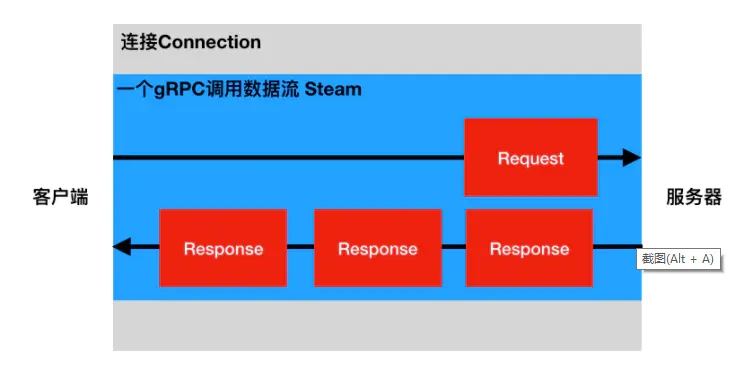 连接Connection
一个gRPC调用数据流 Steam
Request
客户端
服务器
Response
Response
Response
截图(Alt + A)